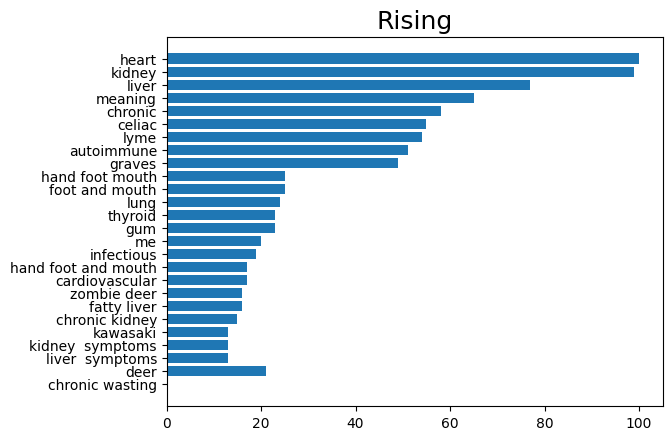 Rising
heart
kidney
liver
meaning
chronic
celiac
lyme
autoimmune
graves
hand foot mouth
foot and mouth
lung
thyroid
gum
me
infectious
hand foot and mouth
cardiovascular
zombie deer
fatty liver
chronic kidney
kawasaki
kidney  symptoms
liver  symptoms
deer
chronic wasting
0 20 40 60 80 100